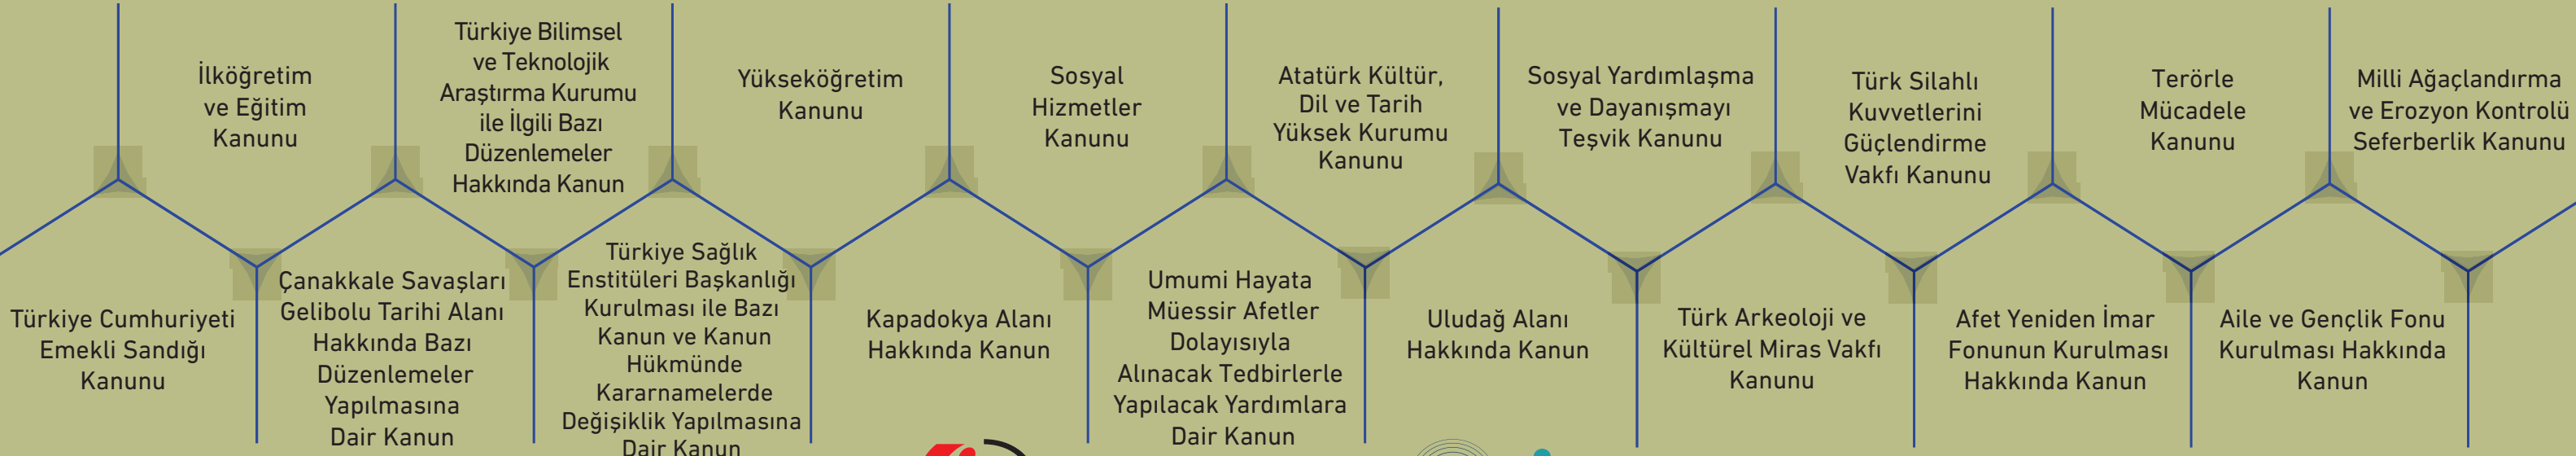 İlköğretim
ve Eğitim
Kanunu
Türkiye Bilimsel
ve Teknolojik
Araştırma Kurumu
ile İlgili Bazı
Düzenlemeler
Hakkında Kanun
Yükseköğretim
Kanunu
Sosyal
Hizmetler
Kanunu
Atatürk Kültür,
Dil ve Tarih
Yüksek Kurumu
Kanunu
Sosyal Yardımlaşma
ve Dayanışmayı
Teşvik Kanunu
Türk Silahlı
Kuvvetlerini
Güçlendirme
Vakfı Kanunu
Terörle
Mücadele
Kanunu
Milli Ağaçlandırma
ve Erozyon Kontrolü
Seferberlik Kanunu
Türkiye Cumhuriyeti
Emekli Sandığı
Kanunu
Çanakkale Savaşları
Gelibolu Tarihi Alanı
Hakkında Bazı
Düzenlemeler
Yapılmasına
Dair Kanun
Türkiye Sağlık
Enstitüleri Başkanlığı
Kurulması ile Bazı
Kanun ve Kanun
Hükmünde
Kararnamelerde
Değişiklik Yapılmasına
Dair Kanun
Kapadokya Alanı
Hakkında Kanun
Umumi Hayata
Müessir Afetler
Dolayısıyla
Alınacak Tedbirlerle
Yapılacak Yardımlara
Dair Kanun
Uludağ Alanı
Hakkında Kanun
Türk Arkeoloji ve
Kültürel Miras Vakfı
Kanunu
Afet Yeniden İmar
Fonunun Kurulması
Hakkında Kanun
Aile ve Gençlik Fonu
Kurulması Hakkında
Kanun